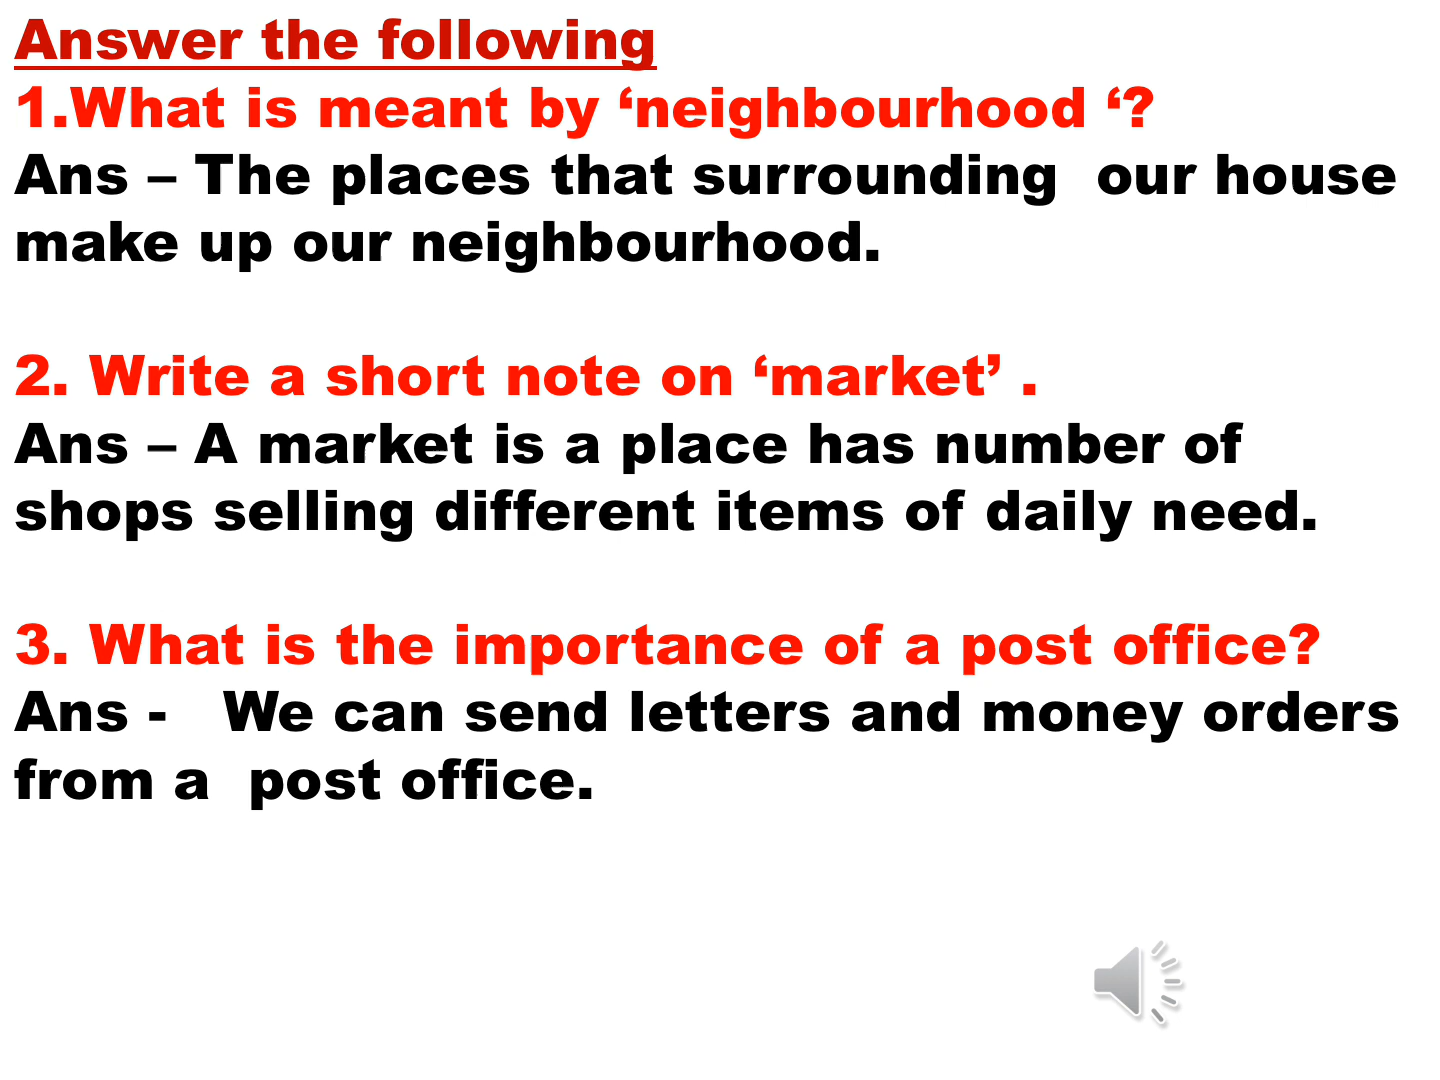 Answer the following
1.What is meant by ‘neighbourhood ‘?
Ans – The places that surrounding  our house
make up our neighbourhood.
2. Write a short note on ‘market’ .
Ans – A market is a place has number of
shops selling different items of daily need.
3. What is the importance of a post office?
Ans -   We can send letters and money orders
from a  post office.